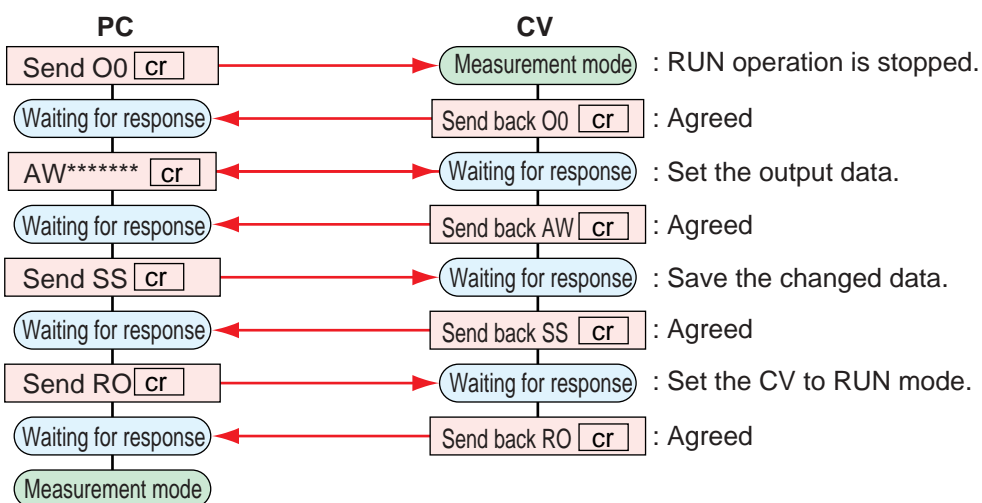 PC CV
Send O0 cr Measurement mode : RUN operation is stopped.
Waiting for response Send back O0 cr : Agreed
AW******* cr Waiting for response : Set the output data.
Waiting for response Send back AW cr : Agreed
Send SS cr Waiting for response : Save the changed data.
Waiting for response Send back SS cr : Agreed
Send RO cr Waiting for response : Set the CV to RUN mode.
Waiting for response Send back RO cr : Agreed
Measurement mode